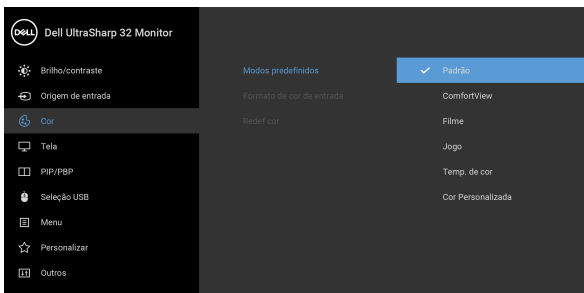 DELL Dell UltraSharp 32 Monitor
Brilho/contraste Modos predefinidos Padrão
Origem de entrada Formato de cor de entrada ComfortView
Cor Redef cor Filme
Tela Jogo
PIP/PBP Temp. de cor
Seleção USB Cor Personalizada
Menu
Personalizar
Outros